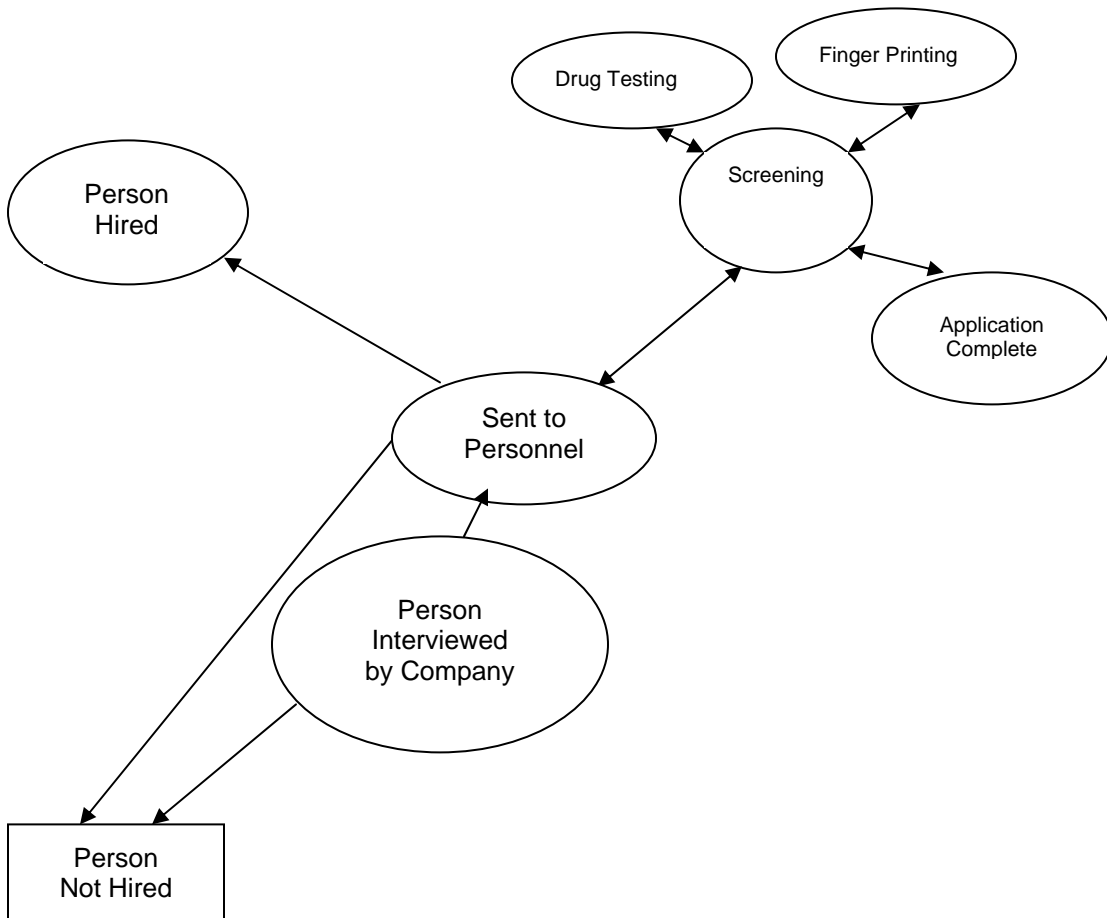 Finger Printing
Drug Testing
Screening
Person
Hired
Application
Complete
Sent to
Personnel
Person
Interviewed
by Company
Person
Not Hired